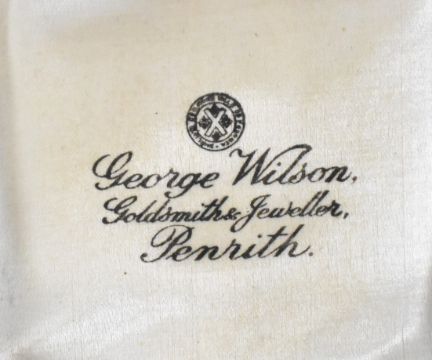 George Wilson,
Goldsmith & Jeweller,
Penrith.